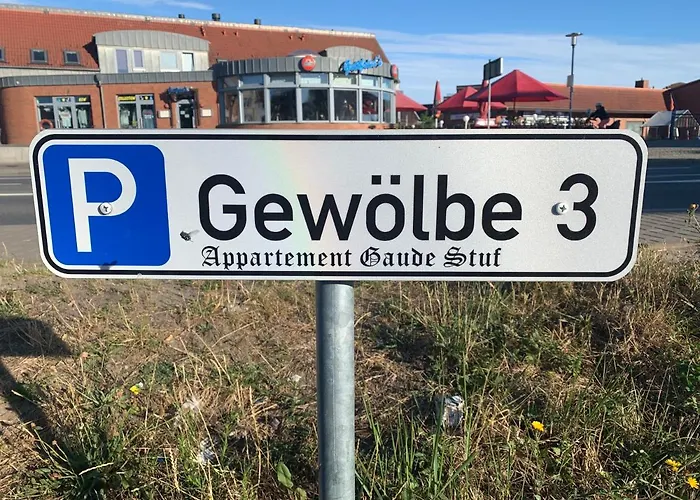 P Gewölbe 3
Appartement Gaude Stuf